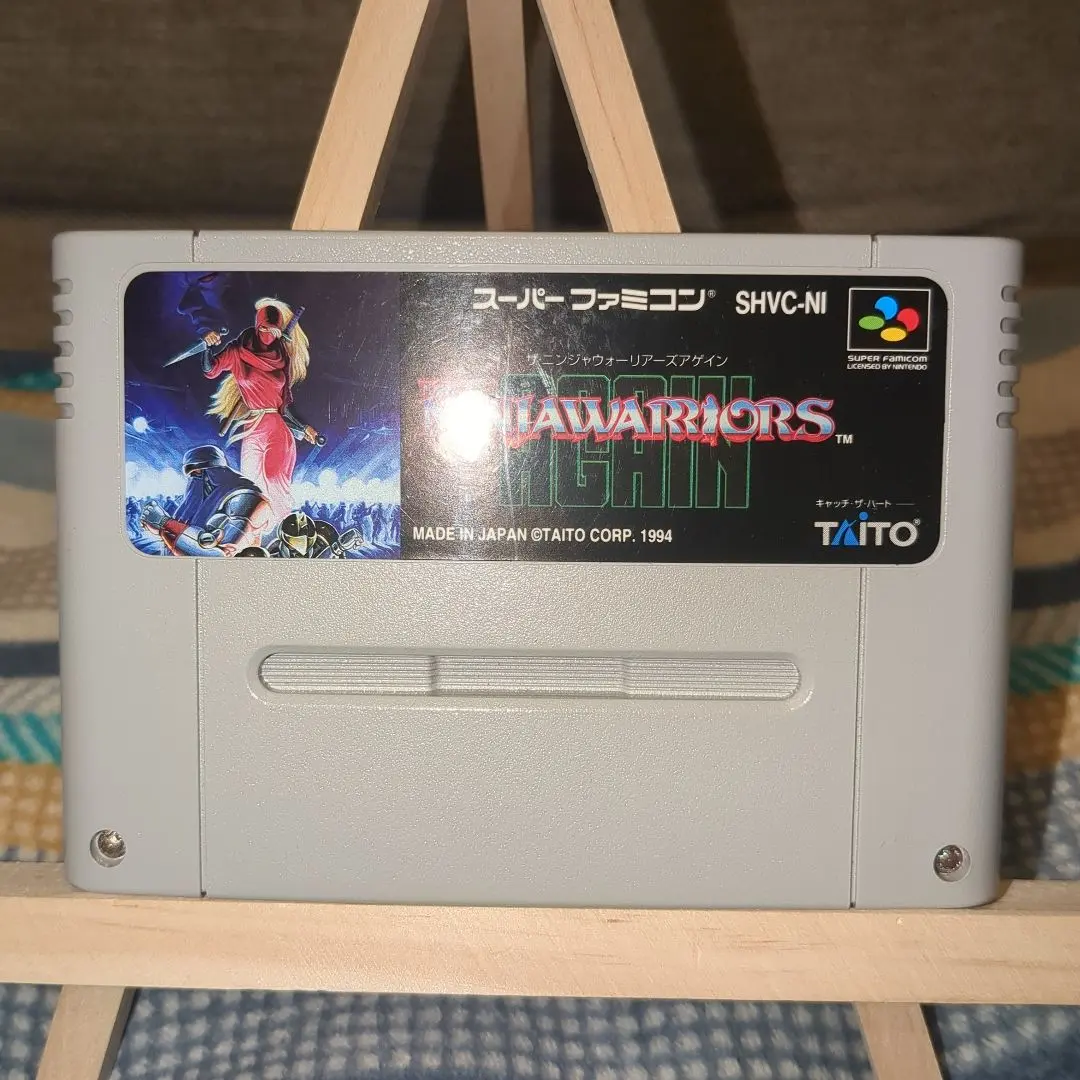 スーパーファミコン® SHVC-NI
SUPER FAMICOM
LICENSED BY NINTENDO
ザ・ニンジャウォーリアーズアゲイン
AGAIN
WARRIORS™
AGAIN
MADE IN JAPAN ©TAITO CORP. 1994
キャッチ・ザ・ハート
TAITO®